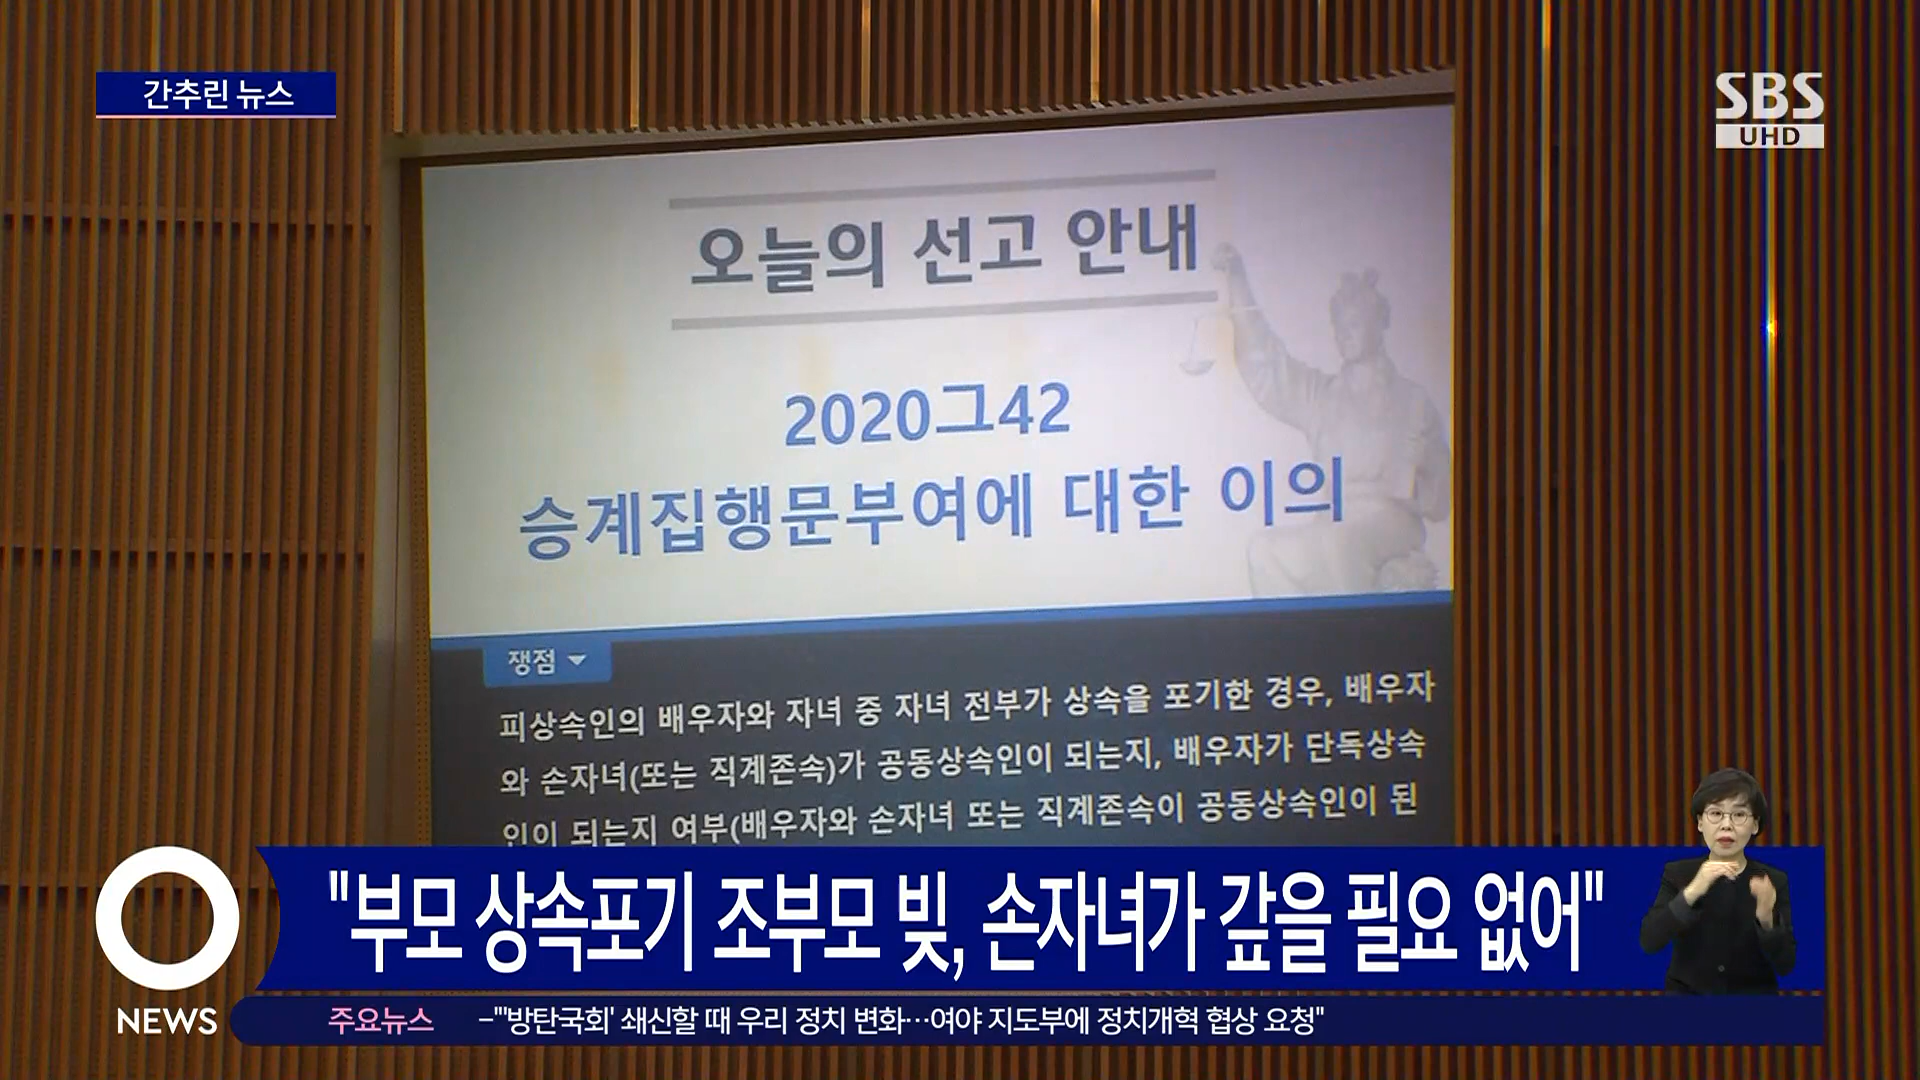 간추린 뉴스
SBS
UHD
오늘의 선고 안내
2020그42
승계집행문부여에 대한 이의
쟁점
피상속인의 배우자와 자녀 중 자녀 전부가 상속을 포기한 경우, 배우자
와 손자녀(또는 직계존속)가 공동상속인이 되는지, 배우자가 단독상속
인이 되는지 여부(배우자와 손자녀 또는 직계존속이 공동상속인이 된
"부모 상속포기 조부모 빚, 손자녀가 갚을 필요 없어"
NEWS
주요뉴스 -"'방탄국회' 쇄신할 때 우리 정치 변화…여야 지도부에 정치개혁 협상 요청"